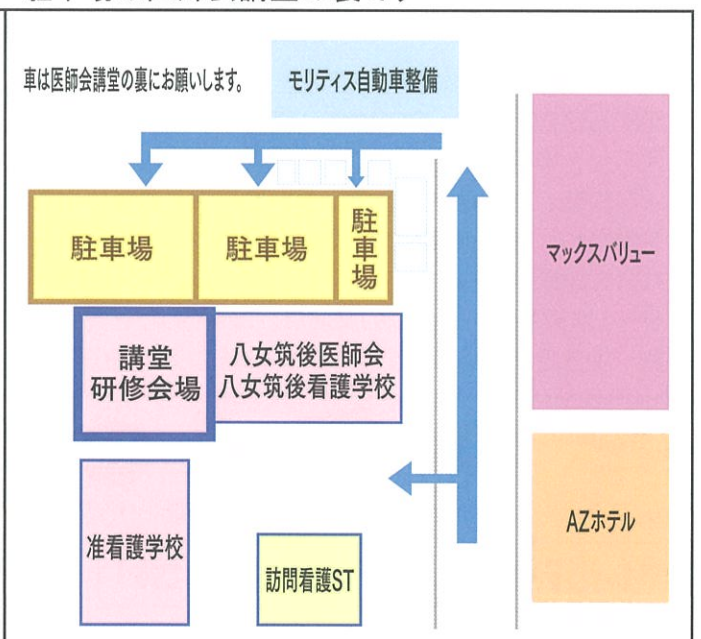 車は医師会講堂の裏にお願いします。
モリティス自動車整備
駐車場
駐車場
駐車場
マックスバリュー
講堂
研修会場
八女筑後医師会
八女筑後看護学校
准看護学校
訪問看護ST
AZホテル